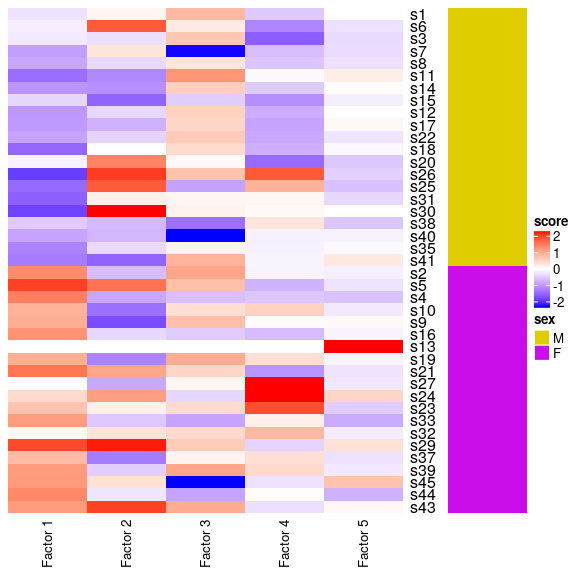 s1
s6
s3
s7
s8
s11
s14
s15
s12
s17
s22
s18
s20
s26
s25
s31
s30
s38
s40
s35
s41
s2
s5
s4
s10
s9
s16
s13
s19
s21
s27
s24
s23
s33
s32
s29
s37
s39
s45
s44
s43
Factor 1
Factor 2
Factor 3
Factor 4
Factor 5
score
2
1
0
-1
-2
sex
M
F